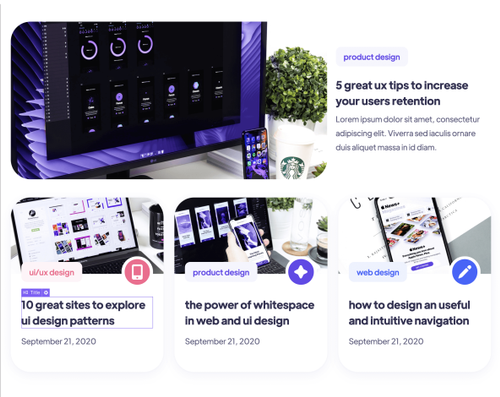 product design
5 great ux tips to increase
your users retention
Lorem ipsum dolor sit amet, consectetur
adipiscing elit. Viverra sed iaculis ornare
duis aliquet massa in id diam.
ui/ux design
H2 Title
10 great sites to explore
ui design patterns
September 21, 2020
product design
the power of whitespace
in web and ui design
September 21, 2020
News+
web design
how to design an useful
and intuitive navigation
September 21, 2020